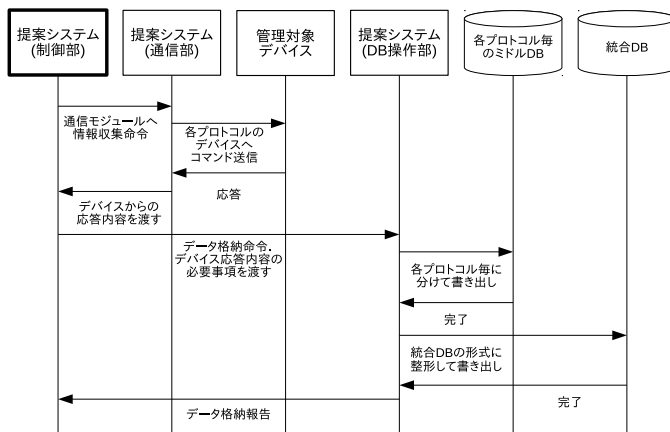 提案システム
(制御部)
提案システム
(通信部)
管理対象
デバイス
提案システム
(DB操作部)
各プロトコル毎
のミドルDB
統合DB
通信モジュールへ
情報収集命令
各プロトコルの
デバイスへ
コマンド送信
応答
デバイスからの
応答内容を渡す
データ格納命令.
デバイス応答内容の
必要事項を渡す
各プロトコル毎に
分けて書き出し
完了
統合DBの形式に
整形して書き出し
完了
データ格納報告